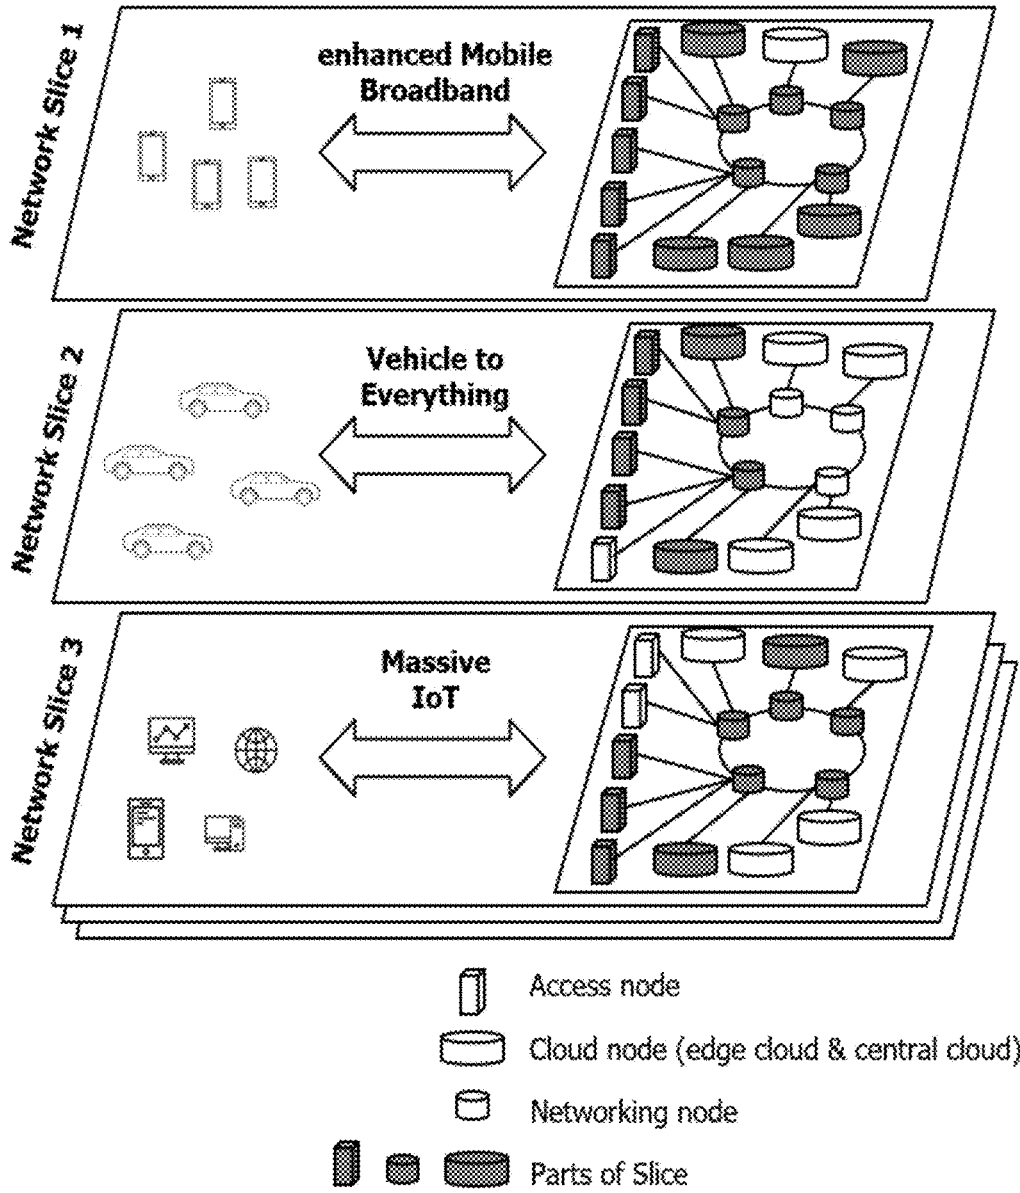 Network Slice 1
enhanced Mobile
Broadband
Network Slice 2
Vehicle to
Everything
Network Slice 3
Massive
IoT
Access node
Cloud node (edge cloud & central cloud)
Networking node
Parts of Slice